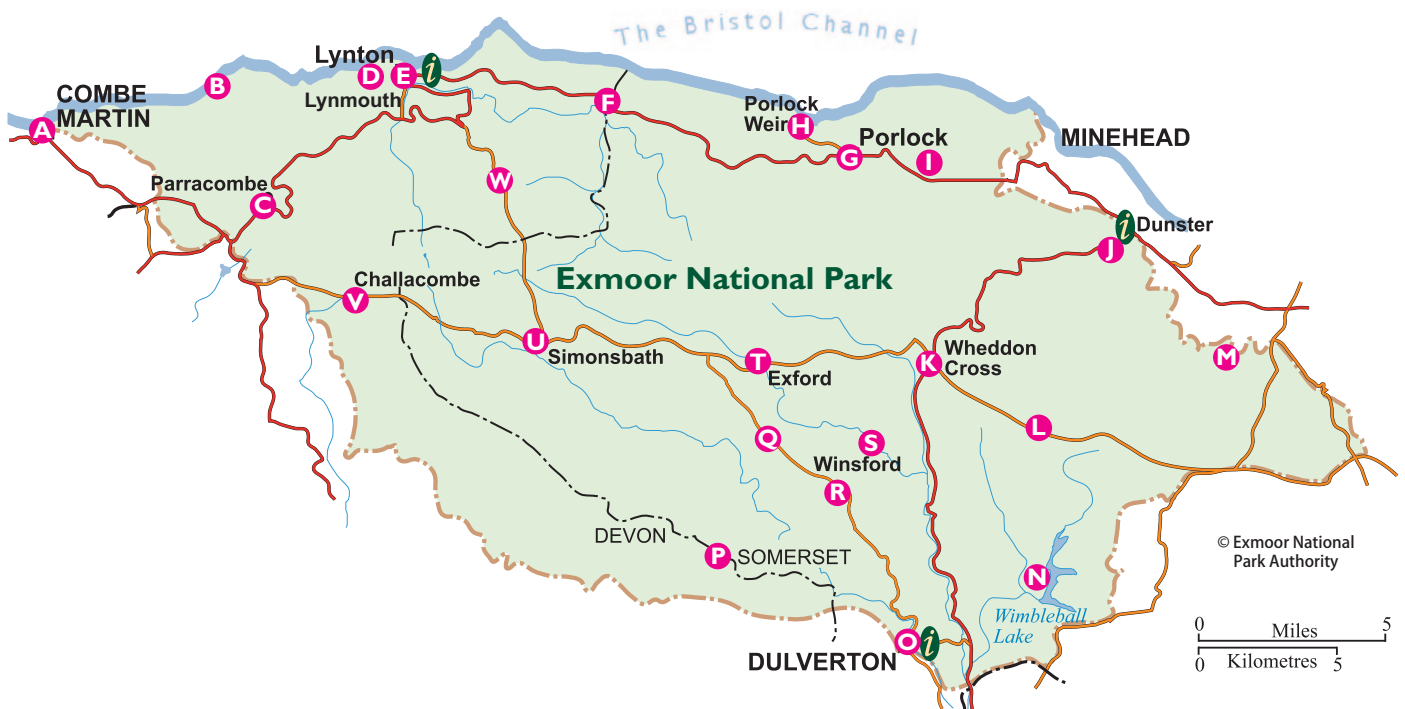 The Bristol Channel
Lynton
D
E
i
B
COMBE
MARTIN
A
Lynmouth
F
Porlock
Weir
H
Porlock
G
I
MINEHEAD
Parracombe
C
W
i
Dunster
J
Exmoor National Park
Challacombe
V
U
Simonsbath
T
Exford
K
Wheddon
Cross
M
Q
S
L
Winsford
R
DEVON
P
SOMERSET
© Exmoor National
Park Authority
N
Wimbleball
Lake
O
i
DULVERTON
0
5
Miles
Kilometres
0
5